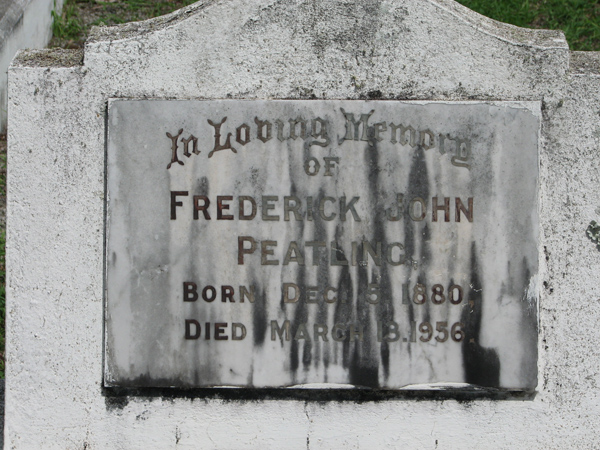 In Loving Memory
OF
FREDERICK JOHN
PEATLING.
BORN DEC. 5. 1880.
DIED MARCH 13. 1956.